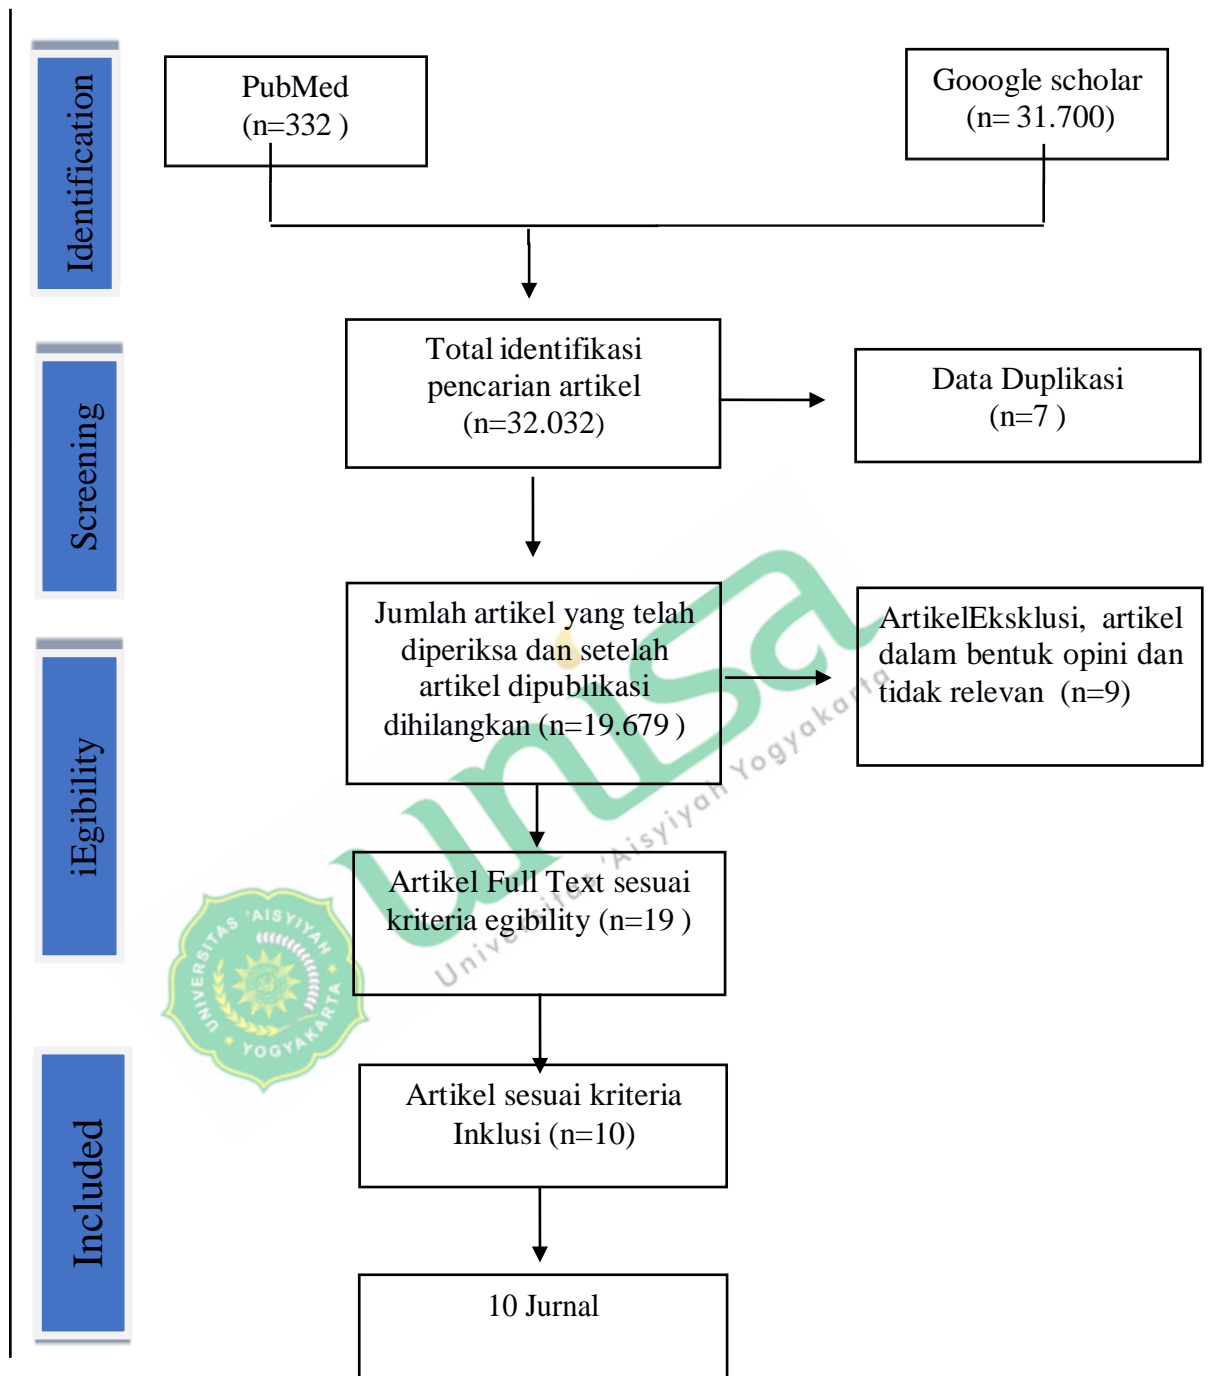 Identification
PubMed
(n=332 )
Gooogle scholar
(n= 31.700)
Screening
Total identifikasi
pencarian artikel
(n=32.032)
Data Duplikasi
(n=7 )
Jumlah artikel yang telah
diperiksa dan setelah
artikel dipublikasi
dihilangkan (n=19.679 )
ArtikelEksklusi, artikel
dalam bentuk opini dan
tidak relevan (n=9)
iEgibility
Artikel Full Text sesuai
kriteria egibility (n=19 )
Included
Artikel sesuai kriteria
Inklusi (n=10)
10 Jurnal
unisa
Universitas 'Aisyiyah Yogyakarta
UNIVERSITAS 'AISYIYAH
YOGYAKARTA